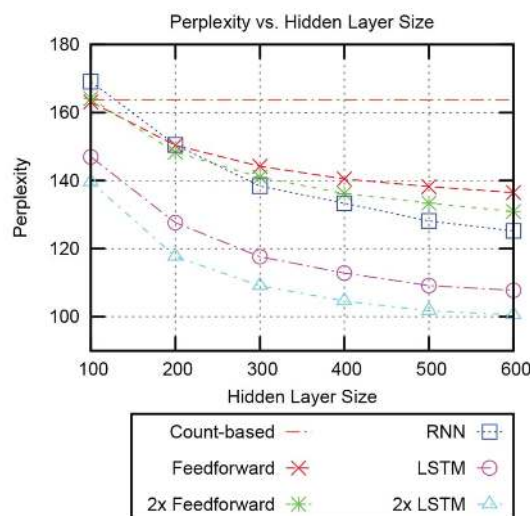 Perplexity vs. Hidden Layer Size
180
160
140
120
100
Perplexity
100 200 300 400 500 600
Hidden Layer Size
Count-based RNN
Feedforward LSTM
2x Feedforward 2x LSTM